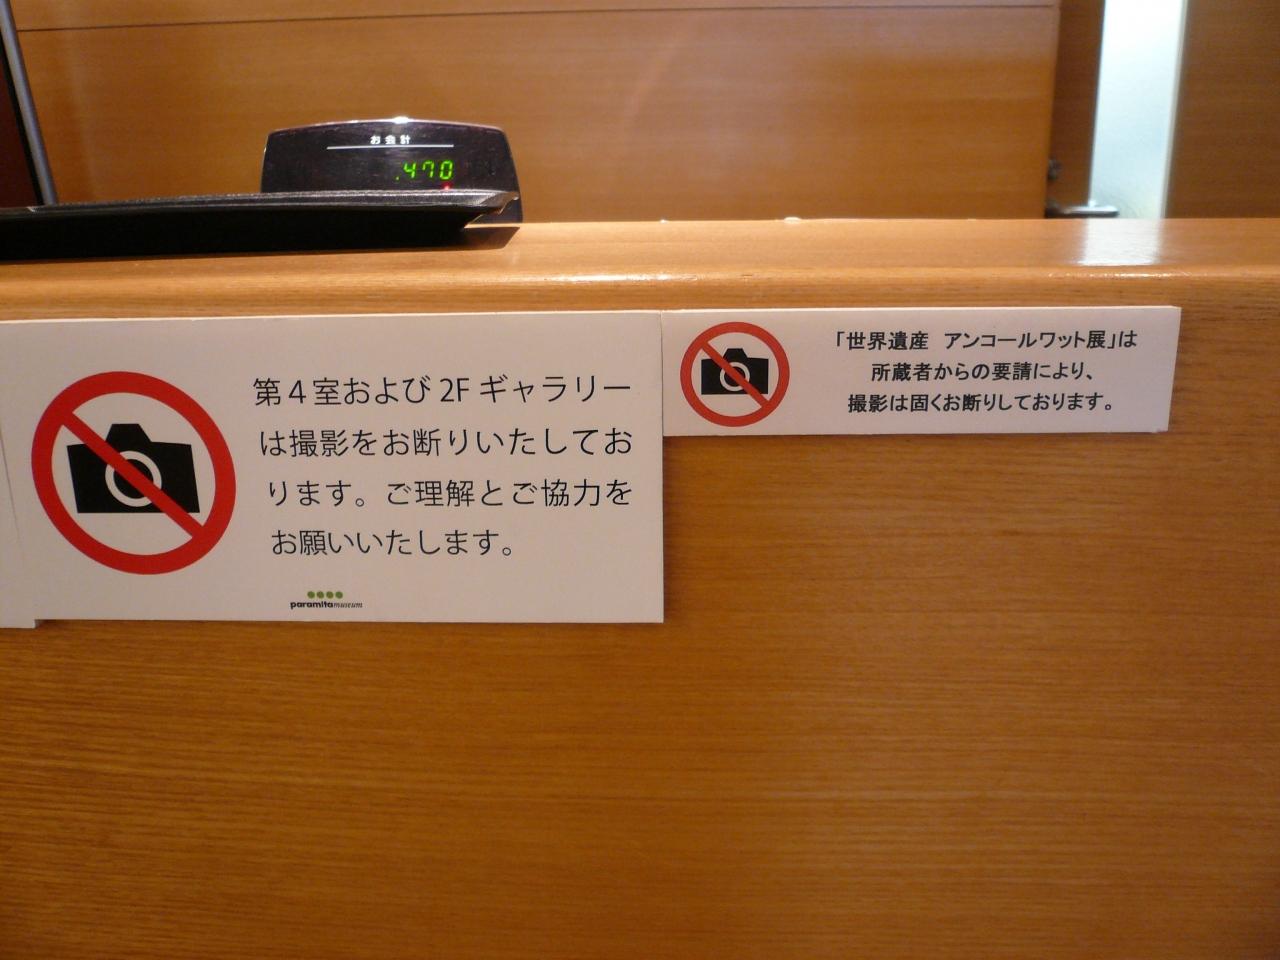 お会計
470
第4室および2Fギャラリー
は撮影をお断りいたしてお
ります。ご理解とご協力を
お願いいたします。
paramitamuseum
「世界遺産 アンコールワット展」は
所蔵者からの要請により、
撮影は固くお断りしております。